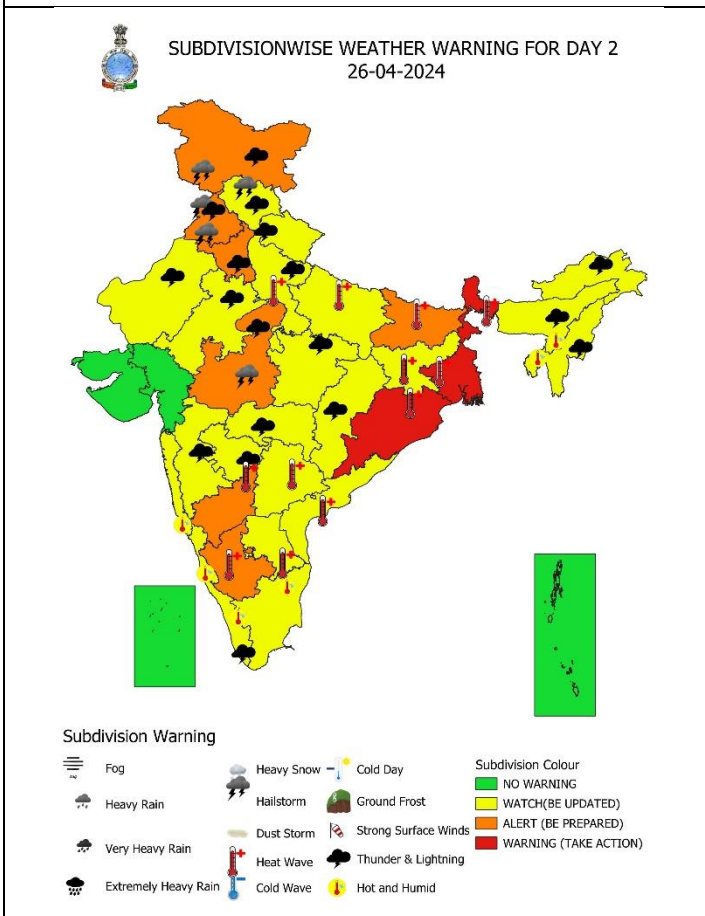 SUBDIVISIONWISE WEATHER WARNING FOR DAY 2
26-04-2024
Subdivision Warning
Fog
Heavy Rain
Very Heavy Rain
Extremely Heavy Rain
Heavy Snow
Hailstorm
Dust Storm
Heat Wave
Cold Wave
Cold Day
Ground Frost
Strong Surface Winds
Thunder & Lightning
Hot and Humid
Subdivision Colour
NO WARNING
WATCH(BE UPDATED)
ALERT (BE PREPARED)
WARNING (TAKE ACTION)